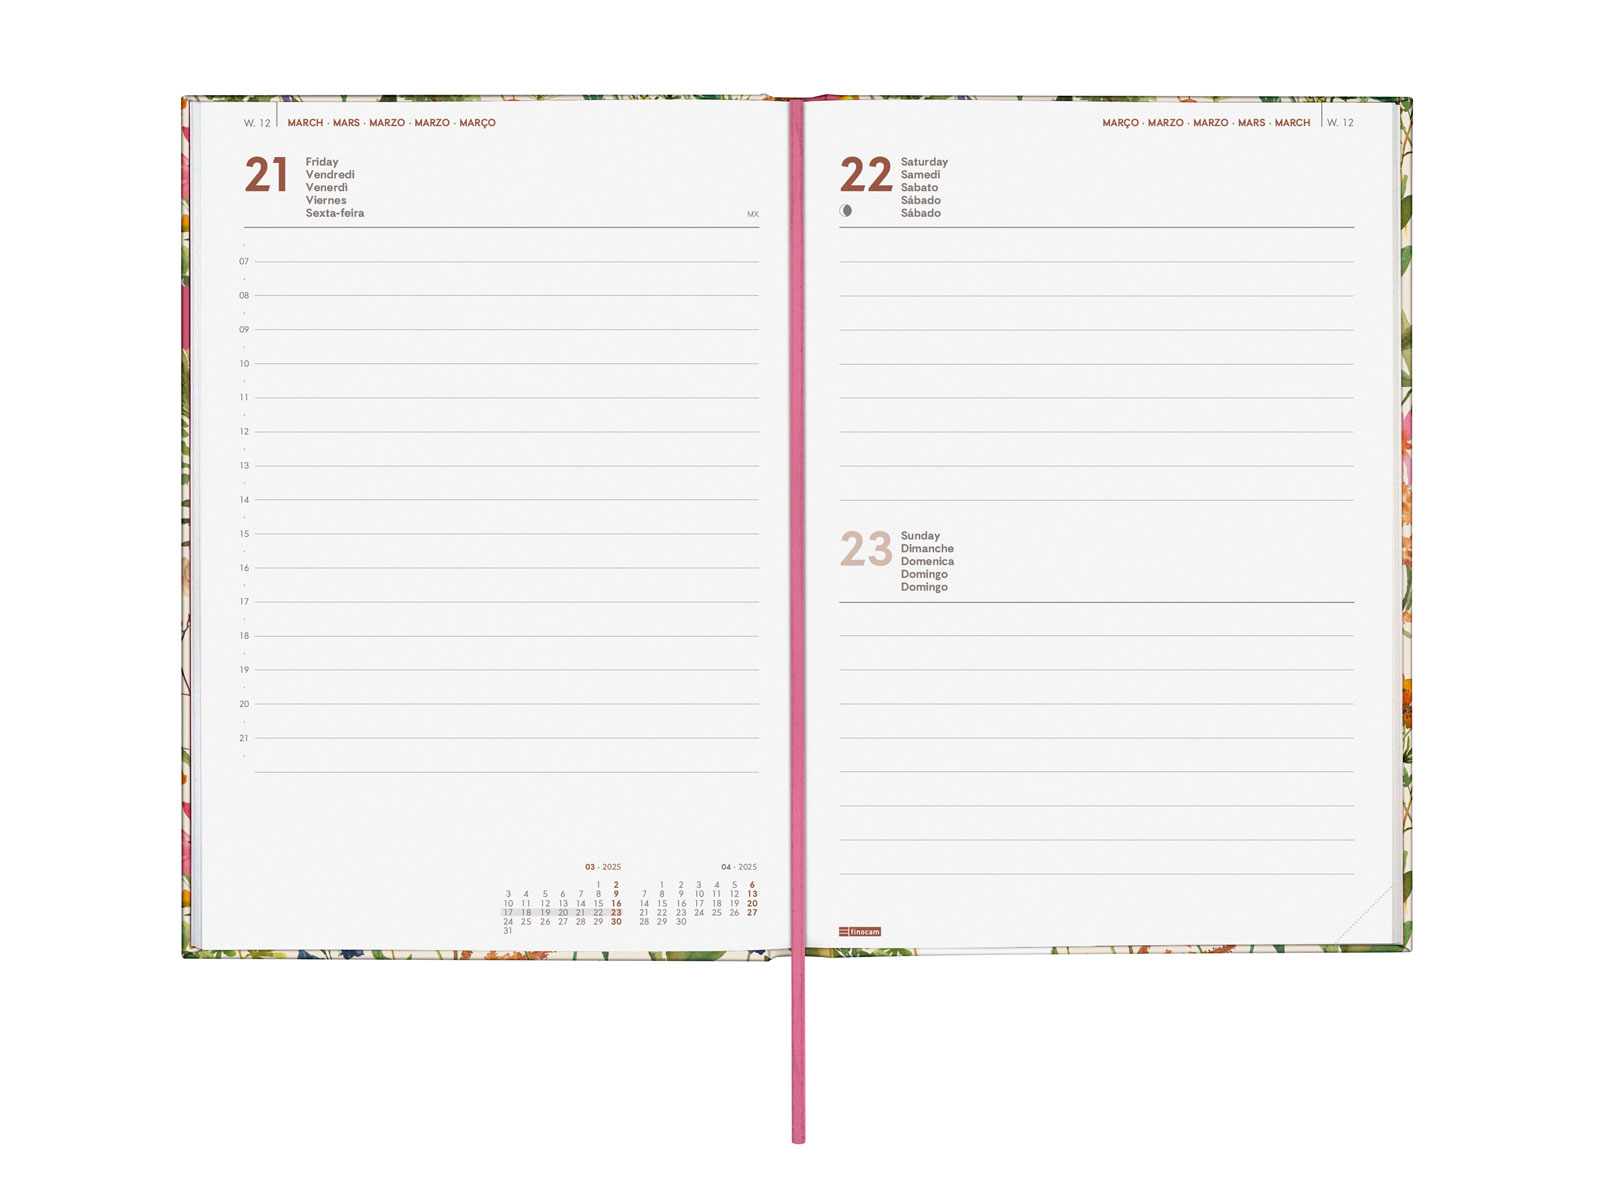 W. 12 MARCH · MARS · MARZO · MARZO · MARÇO
21
Friday
Vendredi
Venerdì
Viernes
Sexta-feira
MX
07
08
09
10
11
12
13
14
15
16
17
18
19
20
21
03 · 2025
1 2
3 4 5 6 7 8 9
10 11 12 13 14 15 16
17 18 19 20 21 22 23
24 25 26 27 28 29 30
31
04 · 2025
1 2 3 4 5 6
7 8 9 10 11 12 13
14 15 16 17 18 19 20
21 22 23 24 25 26 27
28 29 30
MARÇO · MARZO · MARZO · MARS · MARCH W. 12
22
Saturday
Samedi
Sabato
Sábado
Sábado
23
Sunday
Dimanche
Domenica
Domingo
Domingo
finocam